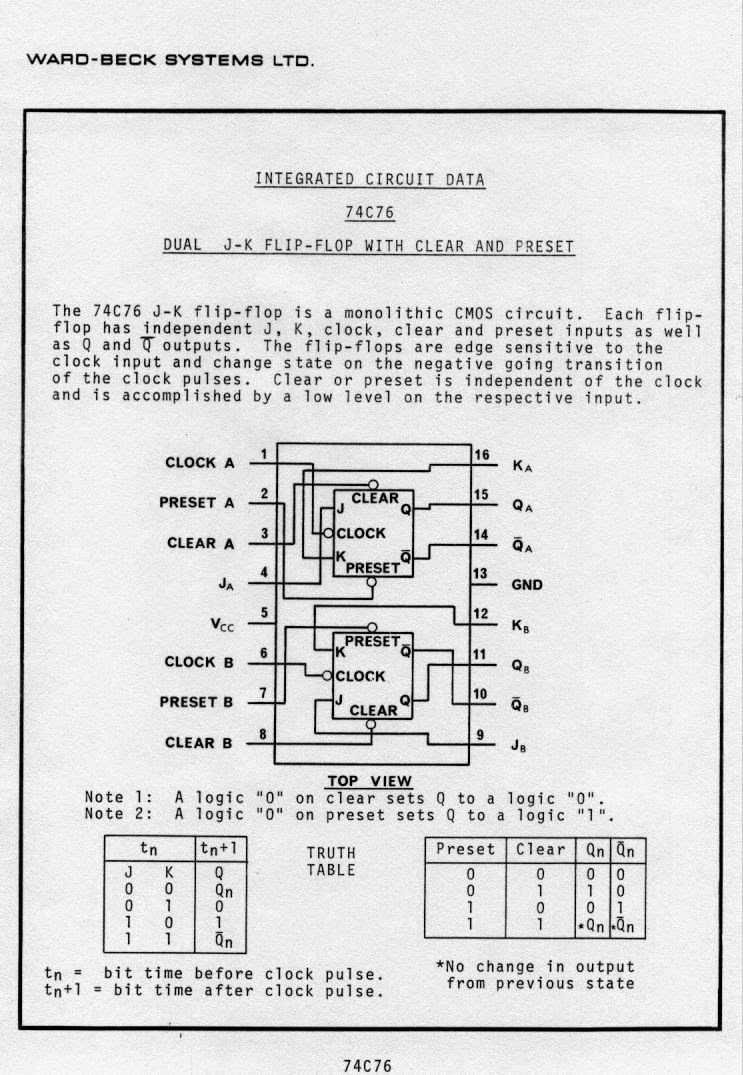 WARD-BECK SYSTEMS LTD.
INTEGRATED CIRCUIT DATA
74C76
DUAL J-K FLIP-FLOP WITH CLEAR AND PRESET
The 74C76 J-K flip-flop is a monolithic CMOS circuit. Each flip-
flop has independent J, K, clock, clear and preset inputs as well
as Q and Q̅ outputs. The flip-flops are edge sensitive to the
clock input and change state on the negative going transition
of the clock pulses. Clear or preset is independent of the clock
and is accomplished by a low level on the respective input.
CLOCK A 1 16 KA
PRESET A 2 15 QA
CLEAR A 3 14 Q̅A
JA 4 13 GND
VCC 5 12 KB
CLOCK B 6 11 QB
PRESET B 7 10 Q̅B
CLEAR B 8 9 JB
CLEAR
J Q
CLOCK
K Q̅
PRESET
PRESET
K Q̅
CLOCK
J Q
CLEAR
TOP VIEW
Note 1: A logic "0" on clear sets Q to a logic "0".
Note 2: A logic "0" on preset sets Q to a logic "1".
tn tn+1
J K Q
0 0 Qn
0 1 0
1 0 1
1 1 Q̅n
TRUTH
TABLE
Preset Clear Qn Q̅n
0 0 0 0
0 1 1 0
1 0 0 1
1 1 *Qn *Q̅n
tn = bit time before clock pulse.
tn+1 = bit time after clock pulse.
*No change in output
from previous state
74C76